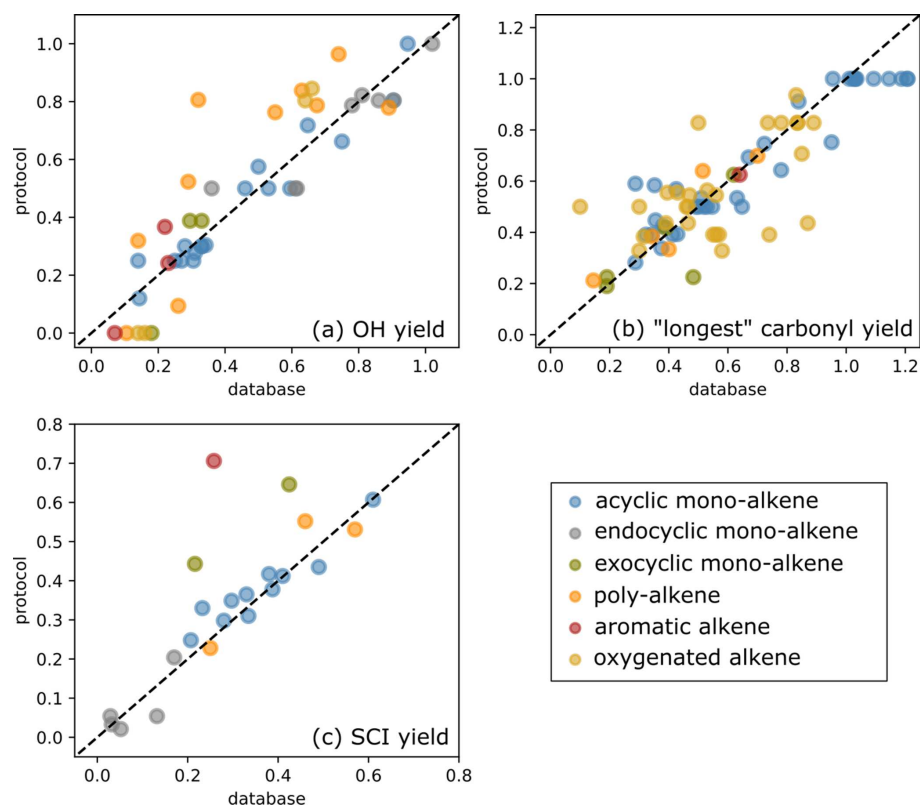 1.0
0.8
0.6
0.4
0.2
0.0
protocol
0.0 0.2 0.4 0.6 0.8 1.0
database
(a) OH yield
1.2
1.0
0.8
0.6
0.4
0.2
0.0
protocol
0.0 0.2 0.4 0.6 0.8 1.0 1.2
database
(b) "longest" carbonyl yield
0.8
0.7
0.6
0.5
0.4
0.3
0.2
0.1
0.0
protocol
0.0 0.2 0.4 0.6 0.8
database
(c) SCI yield
acyclic mono-alkene
endocyclic mono-alkene
exocyclic mono-alkene
poly-alkene
aromatic alkene
oxygenated alkene